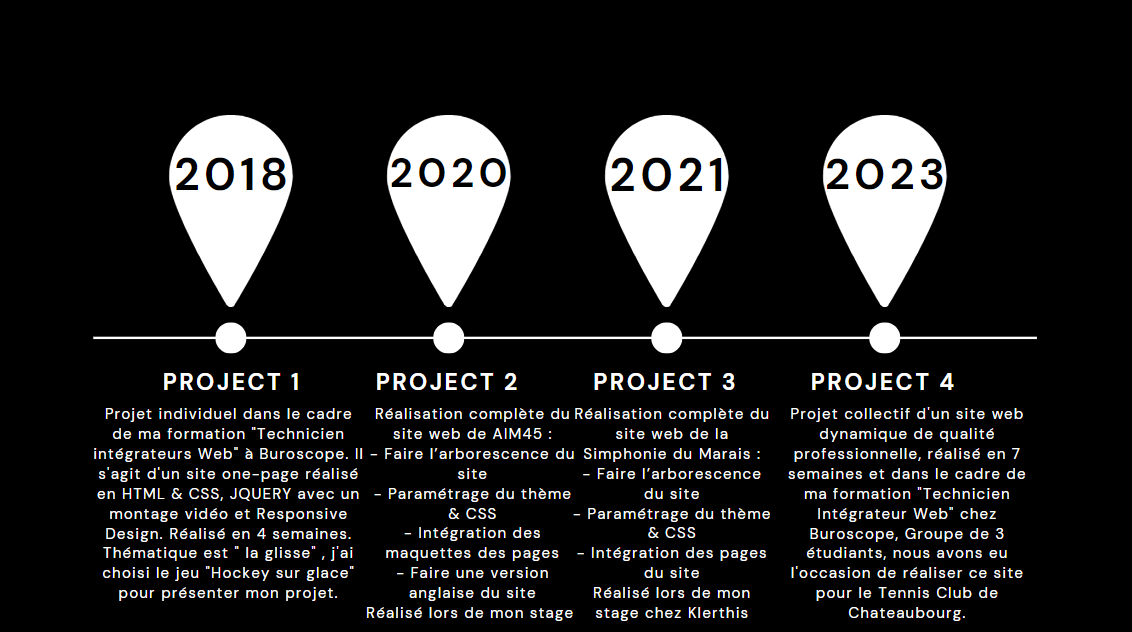 2018
2020
2021
2023
PROJECT 1
Projet individuel dans le cadre
de ma formation "Technicien
intégrateurs Web" à Buroscope. Il
s'agit d'un site one-page réalisé
en HTML & CSS, JQUERY avec un
montage vidéo et Responsive
Design. Réalisé en 4 semaines.
Thématique est " la glisse" , j'ai
choisi le jeu "Hockey sur glace"
pour présenter mon projet.
PROJECT 2
Réalisation complète du
site web de AIM45 :
- Faire l’arborescence du
site
- Paramétrage du thème
& CSS
- Intégration des
maquettes des pages
- Faire une version
anglaise du site
Réalisé lors de mon stage
PROJECT 3
Réalisation complète du
site web de la
Simphonie du Marais :
- Faire l’arborescence
du site
- Paramétrage du thème
& CSS
- Intégration des pages
du site
Réalisé lors de mon
stage chez Klerthis
PROJECT 4
Projet collectif d'un site web
dynamique de qualité
professionnelle, réalisé en 7
semaines et dans le cadre de
ma formation "Technicien
Intégrateur Web" chez
Buroscope, Groupe de 3
étudiants, nous avons eu
l'occasion de réaliser ce site
pour le Tennis Club de
Chateaubourg.